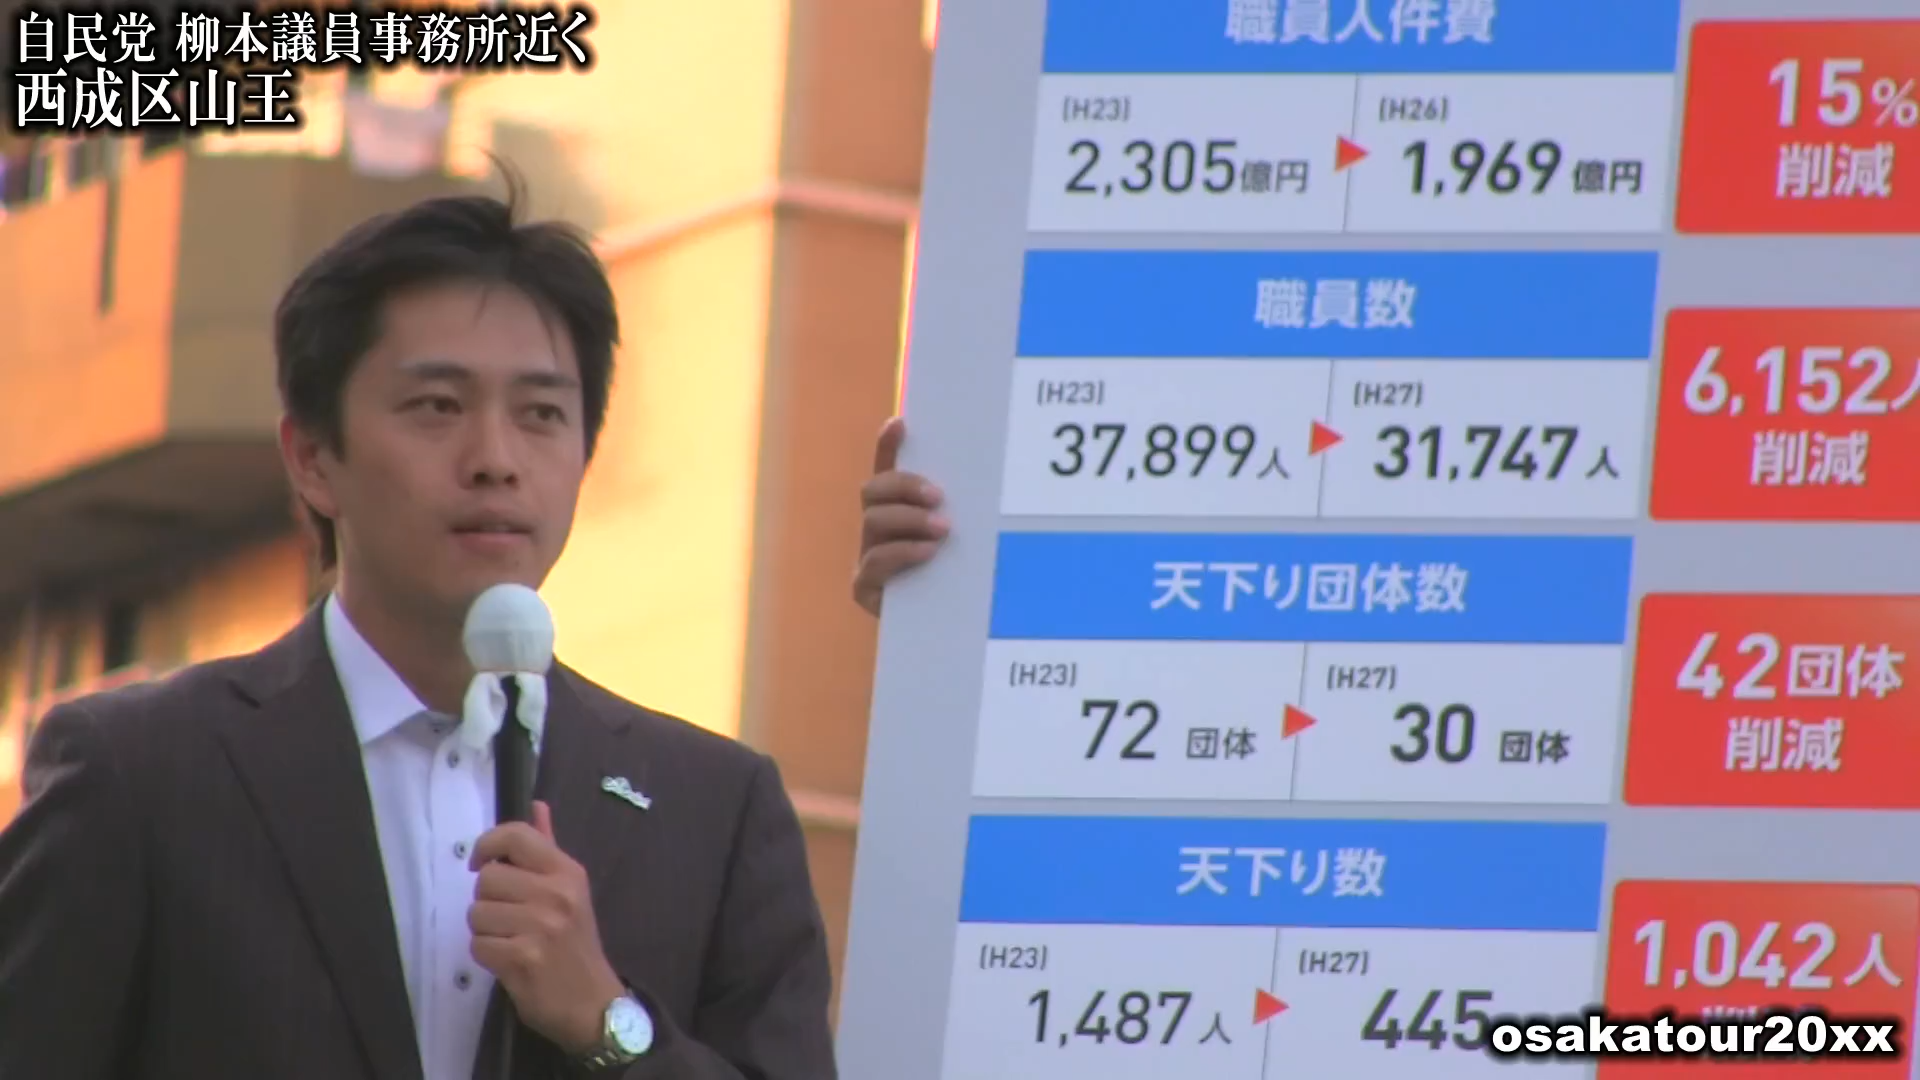 自民党 柳本議員事務所近く
西成区山王
職員人件費
(H23)
2,305億円
(H26)
1,969億円
15%
削減
職員数
(H23)
37,899人
(H27)
31,747人
6,152人
削減
天下り団体数
(H23)
72 団体
(H27)
30 団体
42団体
削減
天下り数
(H23)
1,487人
(H27)
445
1,042人
osakatour20xx